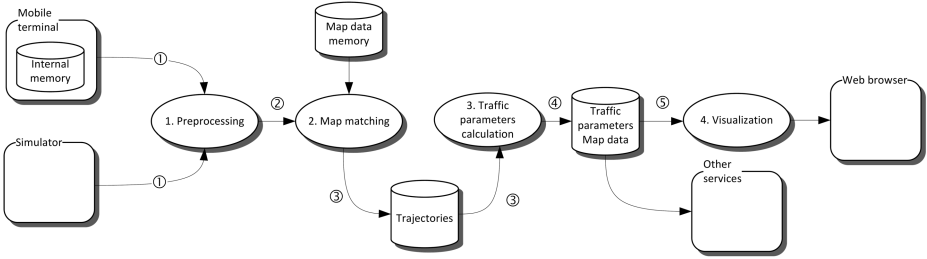 Mobile
terminal
Internal
memory
①
Simulator
①
1. Preprocessing
②
Map data
memory
2. Map matching
③
Trajectories
③
3. Traffic
parameters
calculation
④
Traffic
parameters
Map data
⑤
4. Visualization
Web browser
Other
services